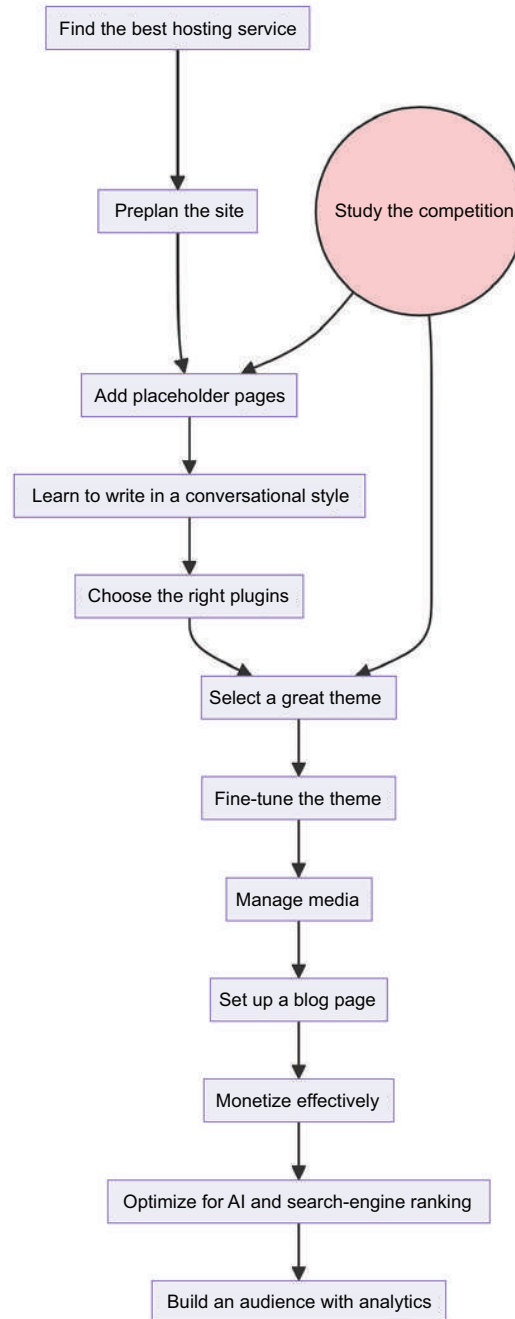 Find the best hosting service
Preplan the site
Study the competition
Add placeholder pages
Learn to write in a conversational style
Choose the right plugins
Select a great theme
Fine-tune the theme
Manage media
Set up a blog page
Monetize effectively
Optimize for AI and search-engine ranking
Build an audience with analytics